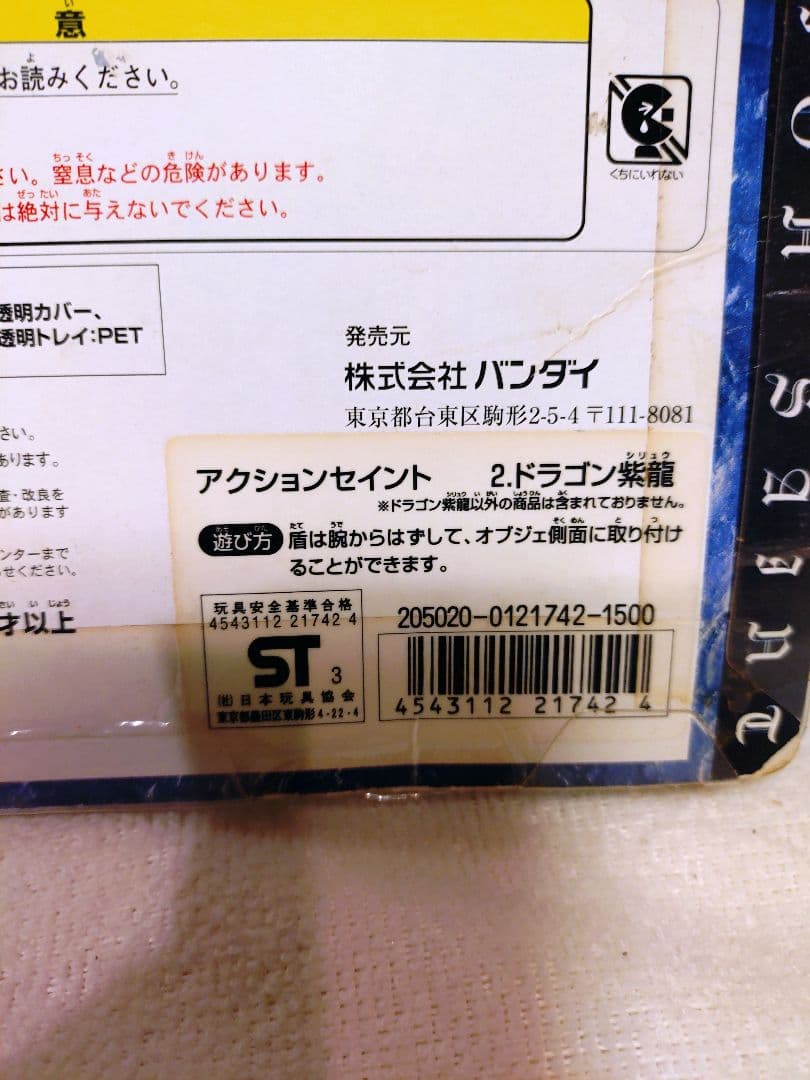 意
お読みください。
さい。窒息などの危険があります。
は絶対に与えないでください。
くちにいれない
透明カバー、
透明トレイ:PET
発売元
株式会社 バンダイ
東京都台東区駒形2-5-4 〒111-8081
さい。
あります。
査・改良を
があります
ンターまで
らせください。
才以上
アクションセイント 2.ドラゴン紫龍
※ドラゴン紫龍以外の商品は含まれておりません。
遊び方 盾は腕からはずして、オブジェ側面に取り付け
ることができます。
玩具安全基準合格
4543112 21742 4
ST 3
(社)日本玩具協会
東京都墨田区東駒形4-22-4
205020-0121742-1500
4543112 217424